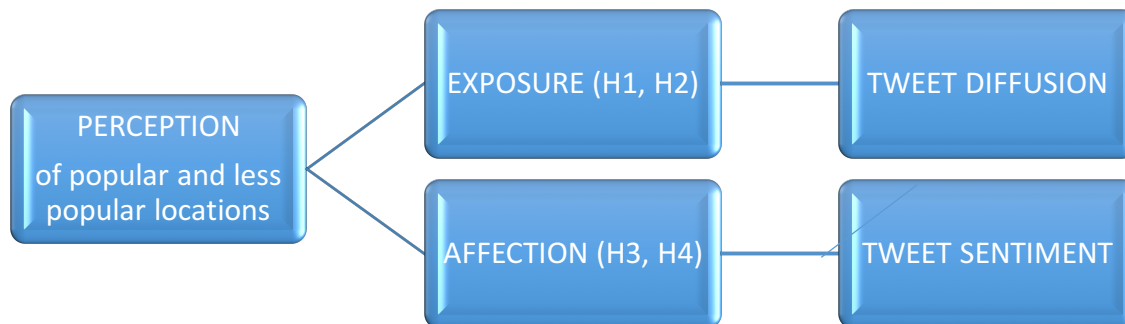 PERCEPTION
of popular and less
popular locations
EXPOSURE (H1, H2)
TWEET DIFFUSION
AFFECTION (H3, H4)
TWEET SENTIMENT